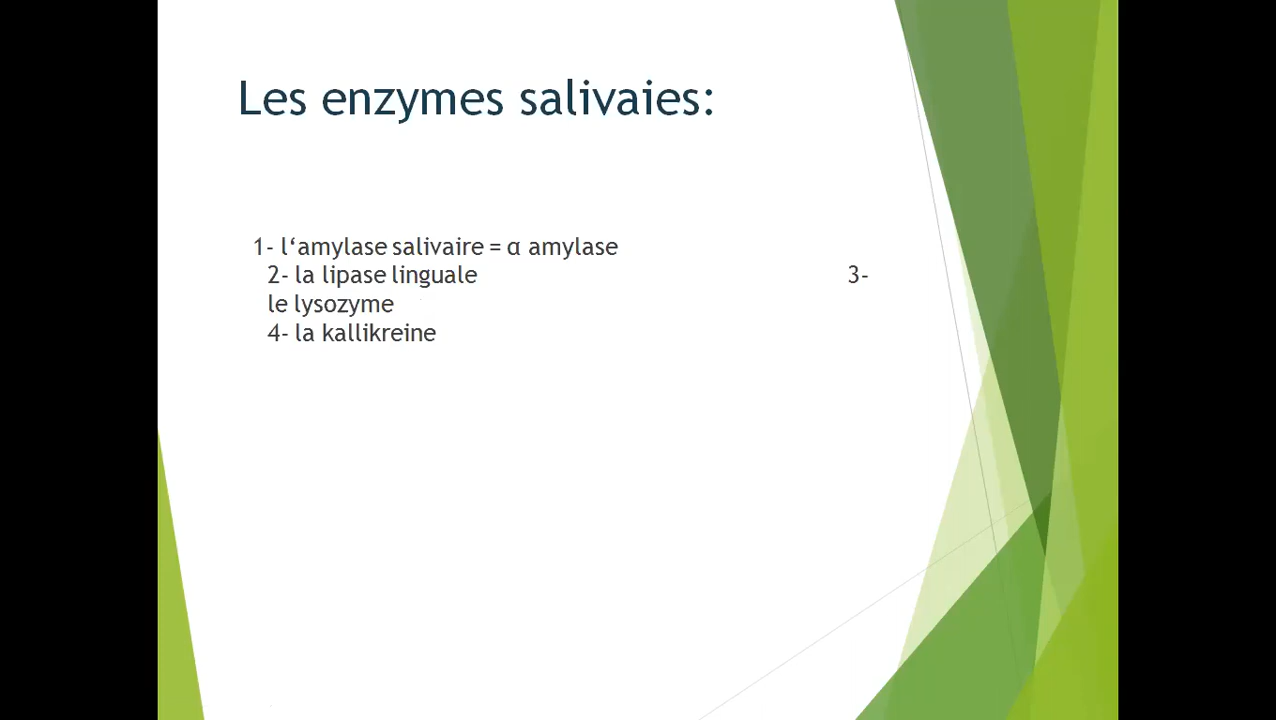 Les enzymes salivaies:
1- l‘amylase salivaire = α amylase
2- la lipase linguale 3-
le lysozyme
4- la kallikreine